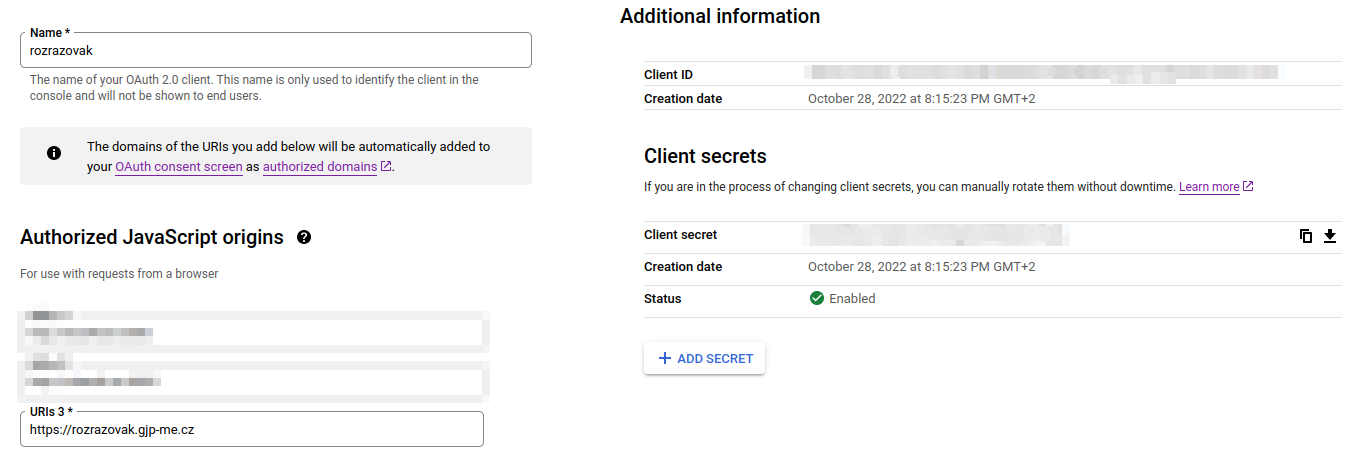 Name *
rozrazovak
The name of your OAuth 2.0 client. This name is only used to identify the client in the
console and will not be shown to end users.
The domains of the URIs you add below will be automatically added to
your OAuth consent screen as authorized domains.
Authorized JavaScript origins
For use with requests from a browser
URIs 3 *
https://rozrazovak.gjp-me.cz
Additional information
Client ID
Creation date October 28, 2022 at 8:15:23 PM GMT+2
Client secrets
If you are in the process of changing client secrets, you can manually rotate them without downtime. Learn more
Client secret
Creation date October 28, 2022 at 8:15:23 PM GMT+2
Status Enabled
+ ADD SECRET